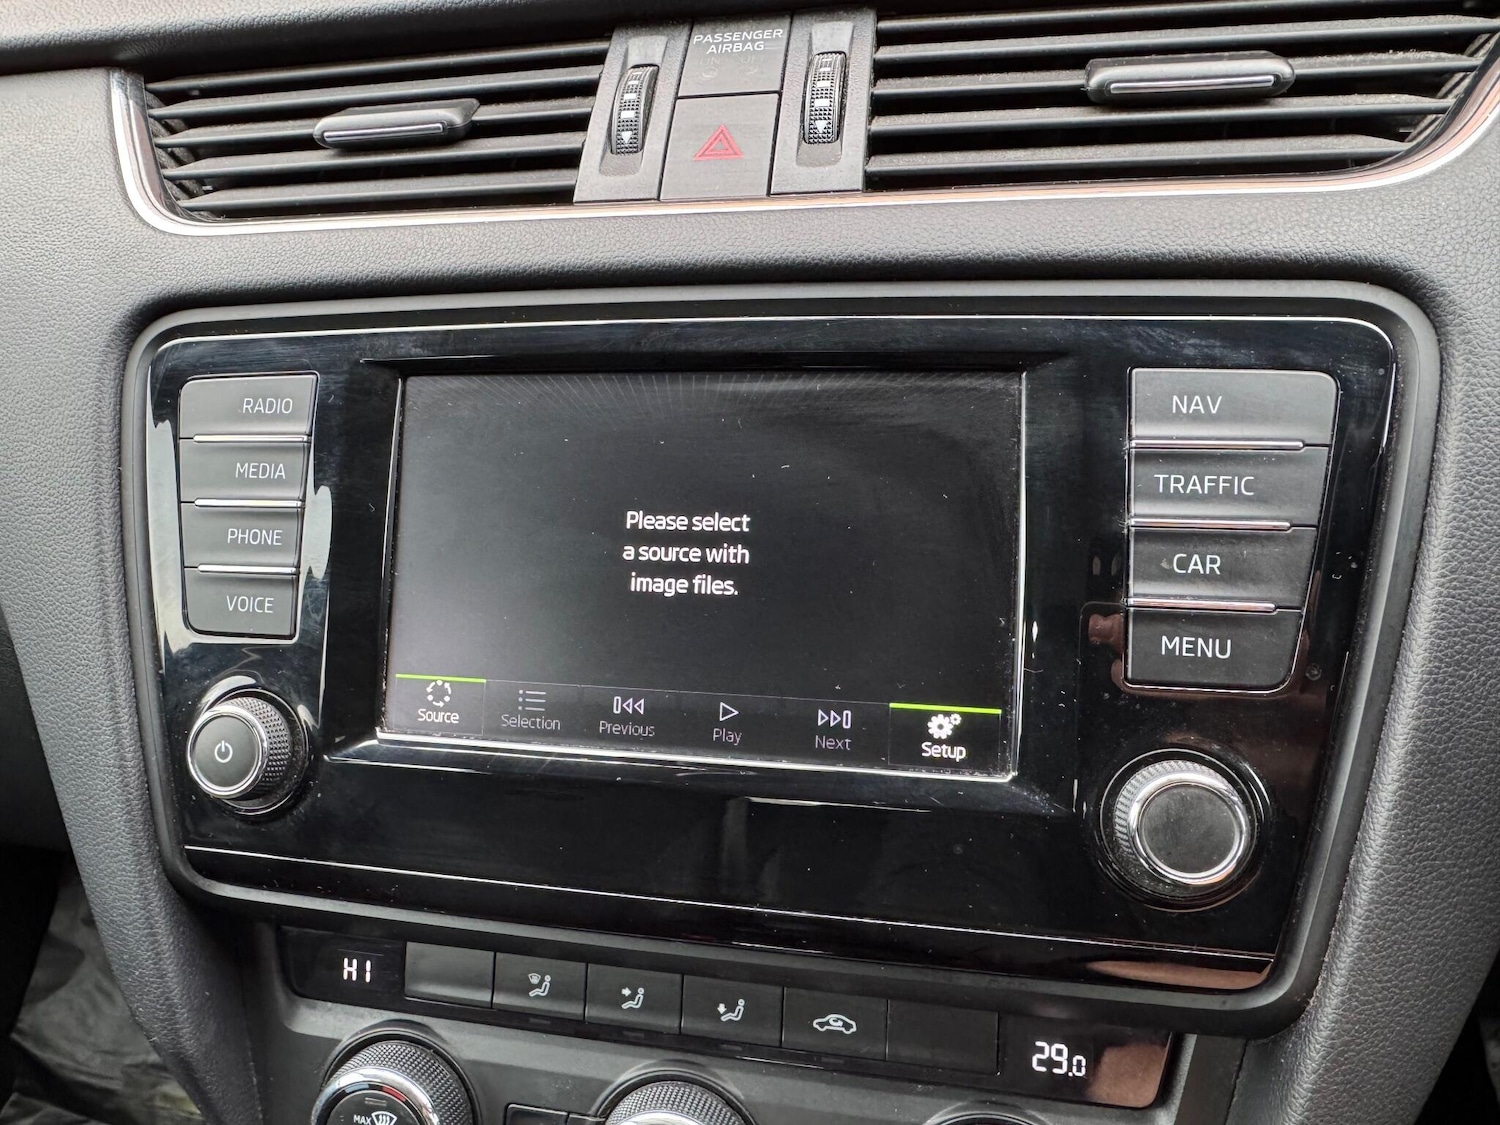 PASSENGER
AIRBAG
RADIO
MEDIA
PHONE
VOICE
NAV
TRAFFIC
CAR
MENU
Please select
a source with
image files.
Source
Selection
Previous
Play
Next
Setup
HI
29.0
MAX